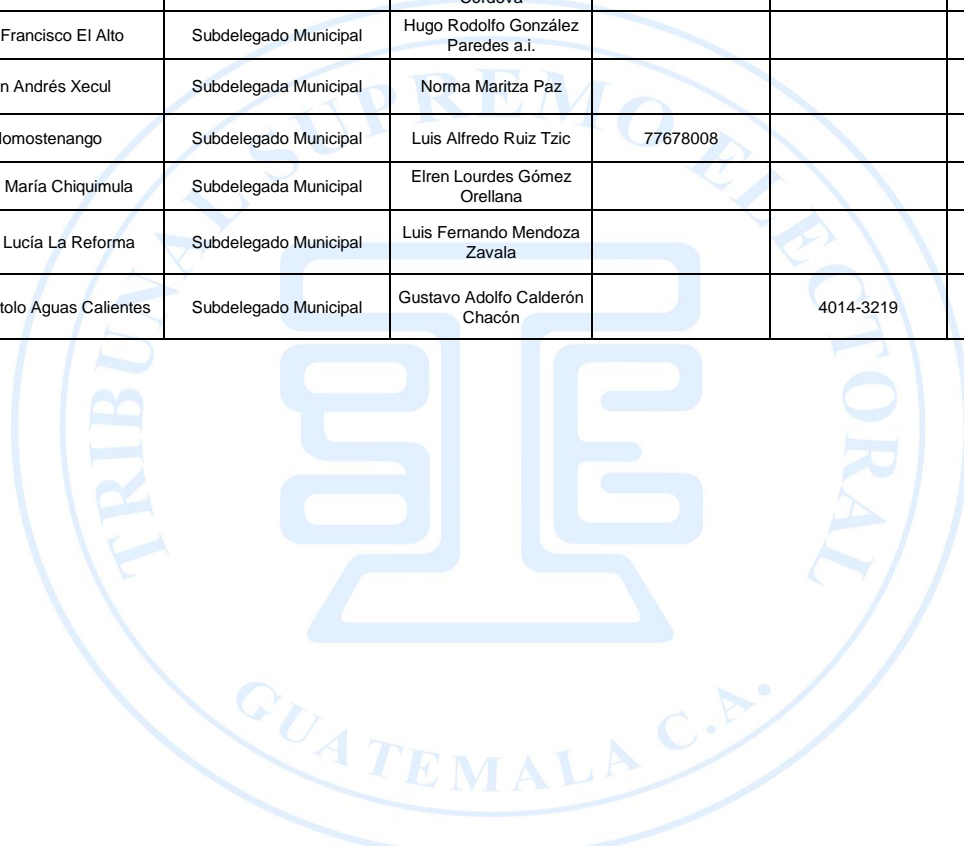 Córdova
Francisco El Alto Subdelegado Municipal Hugo Rodolfo González
Paredes a.i.
n Andrés Xecul Subdelegada Municipal Norma Maritza Paz
omostenango Subdelegado Municipal Luis Alfredo Ruiz Tzic 77678008
María Chiquimula Subdelegada Municipal Elren Lourdes Gómez
Orellana
Lucía La Reforma Subdelegado Municipal Luis Fernando Mendoza
Zavala
tolo Aguas Calientes Subdelegado Municipal Gustavo Adolfo Calderón
Chacón 4014-3219
TRIBUNAL SUPREMO ELECTORAL
GUATEMALA C.A.